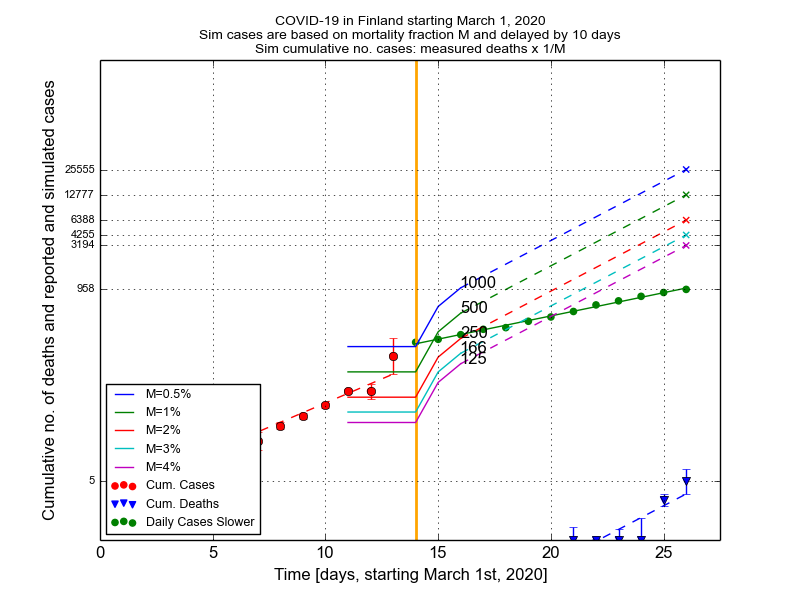 COVID-19 in Finland starting March 1, 2020
Sim cases are based on mortality fraction M and delayed by 10 days
Sim cumulative no. cases: measured deaths x 1/M
Cumulative no. of deaths and reported and simulated cases
25555
12777
6388
4255
3194
958
5
1000
500
250
166
125
M=0.5%
M=1%
M=2%
M=3%
M=4%
Cum. Cases
Cum. Deaths
Daily Cases Slower
0 5 10 15 20 25
Time [days, starting March 1st, 2020]